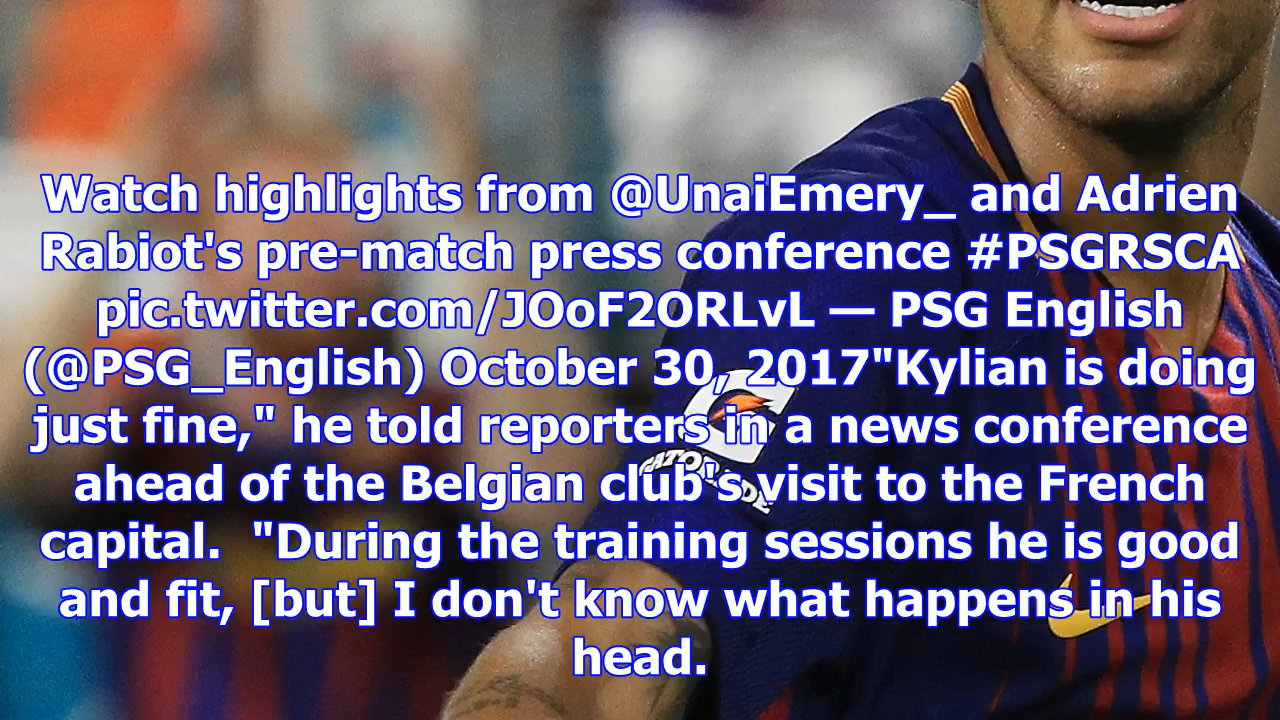 Watch highlights from @UnaiEmery_ and Adrien
Rabiot's pre-match press conference #PSGRSCA
pic.twitter.com/JOoF2ORLvL — PSG English
(@PSG_English) October 30, 2017"Kylian is doing
just fine," he told reporters in a news conference
ahead of the Belgian club's visit to the French
capital.  "During the training sessions he is good
and fit, [but] I don't know what happens in his
head.
GATORADE